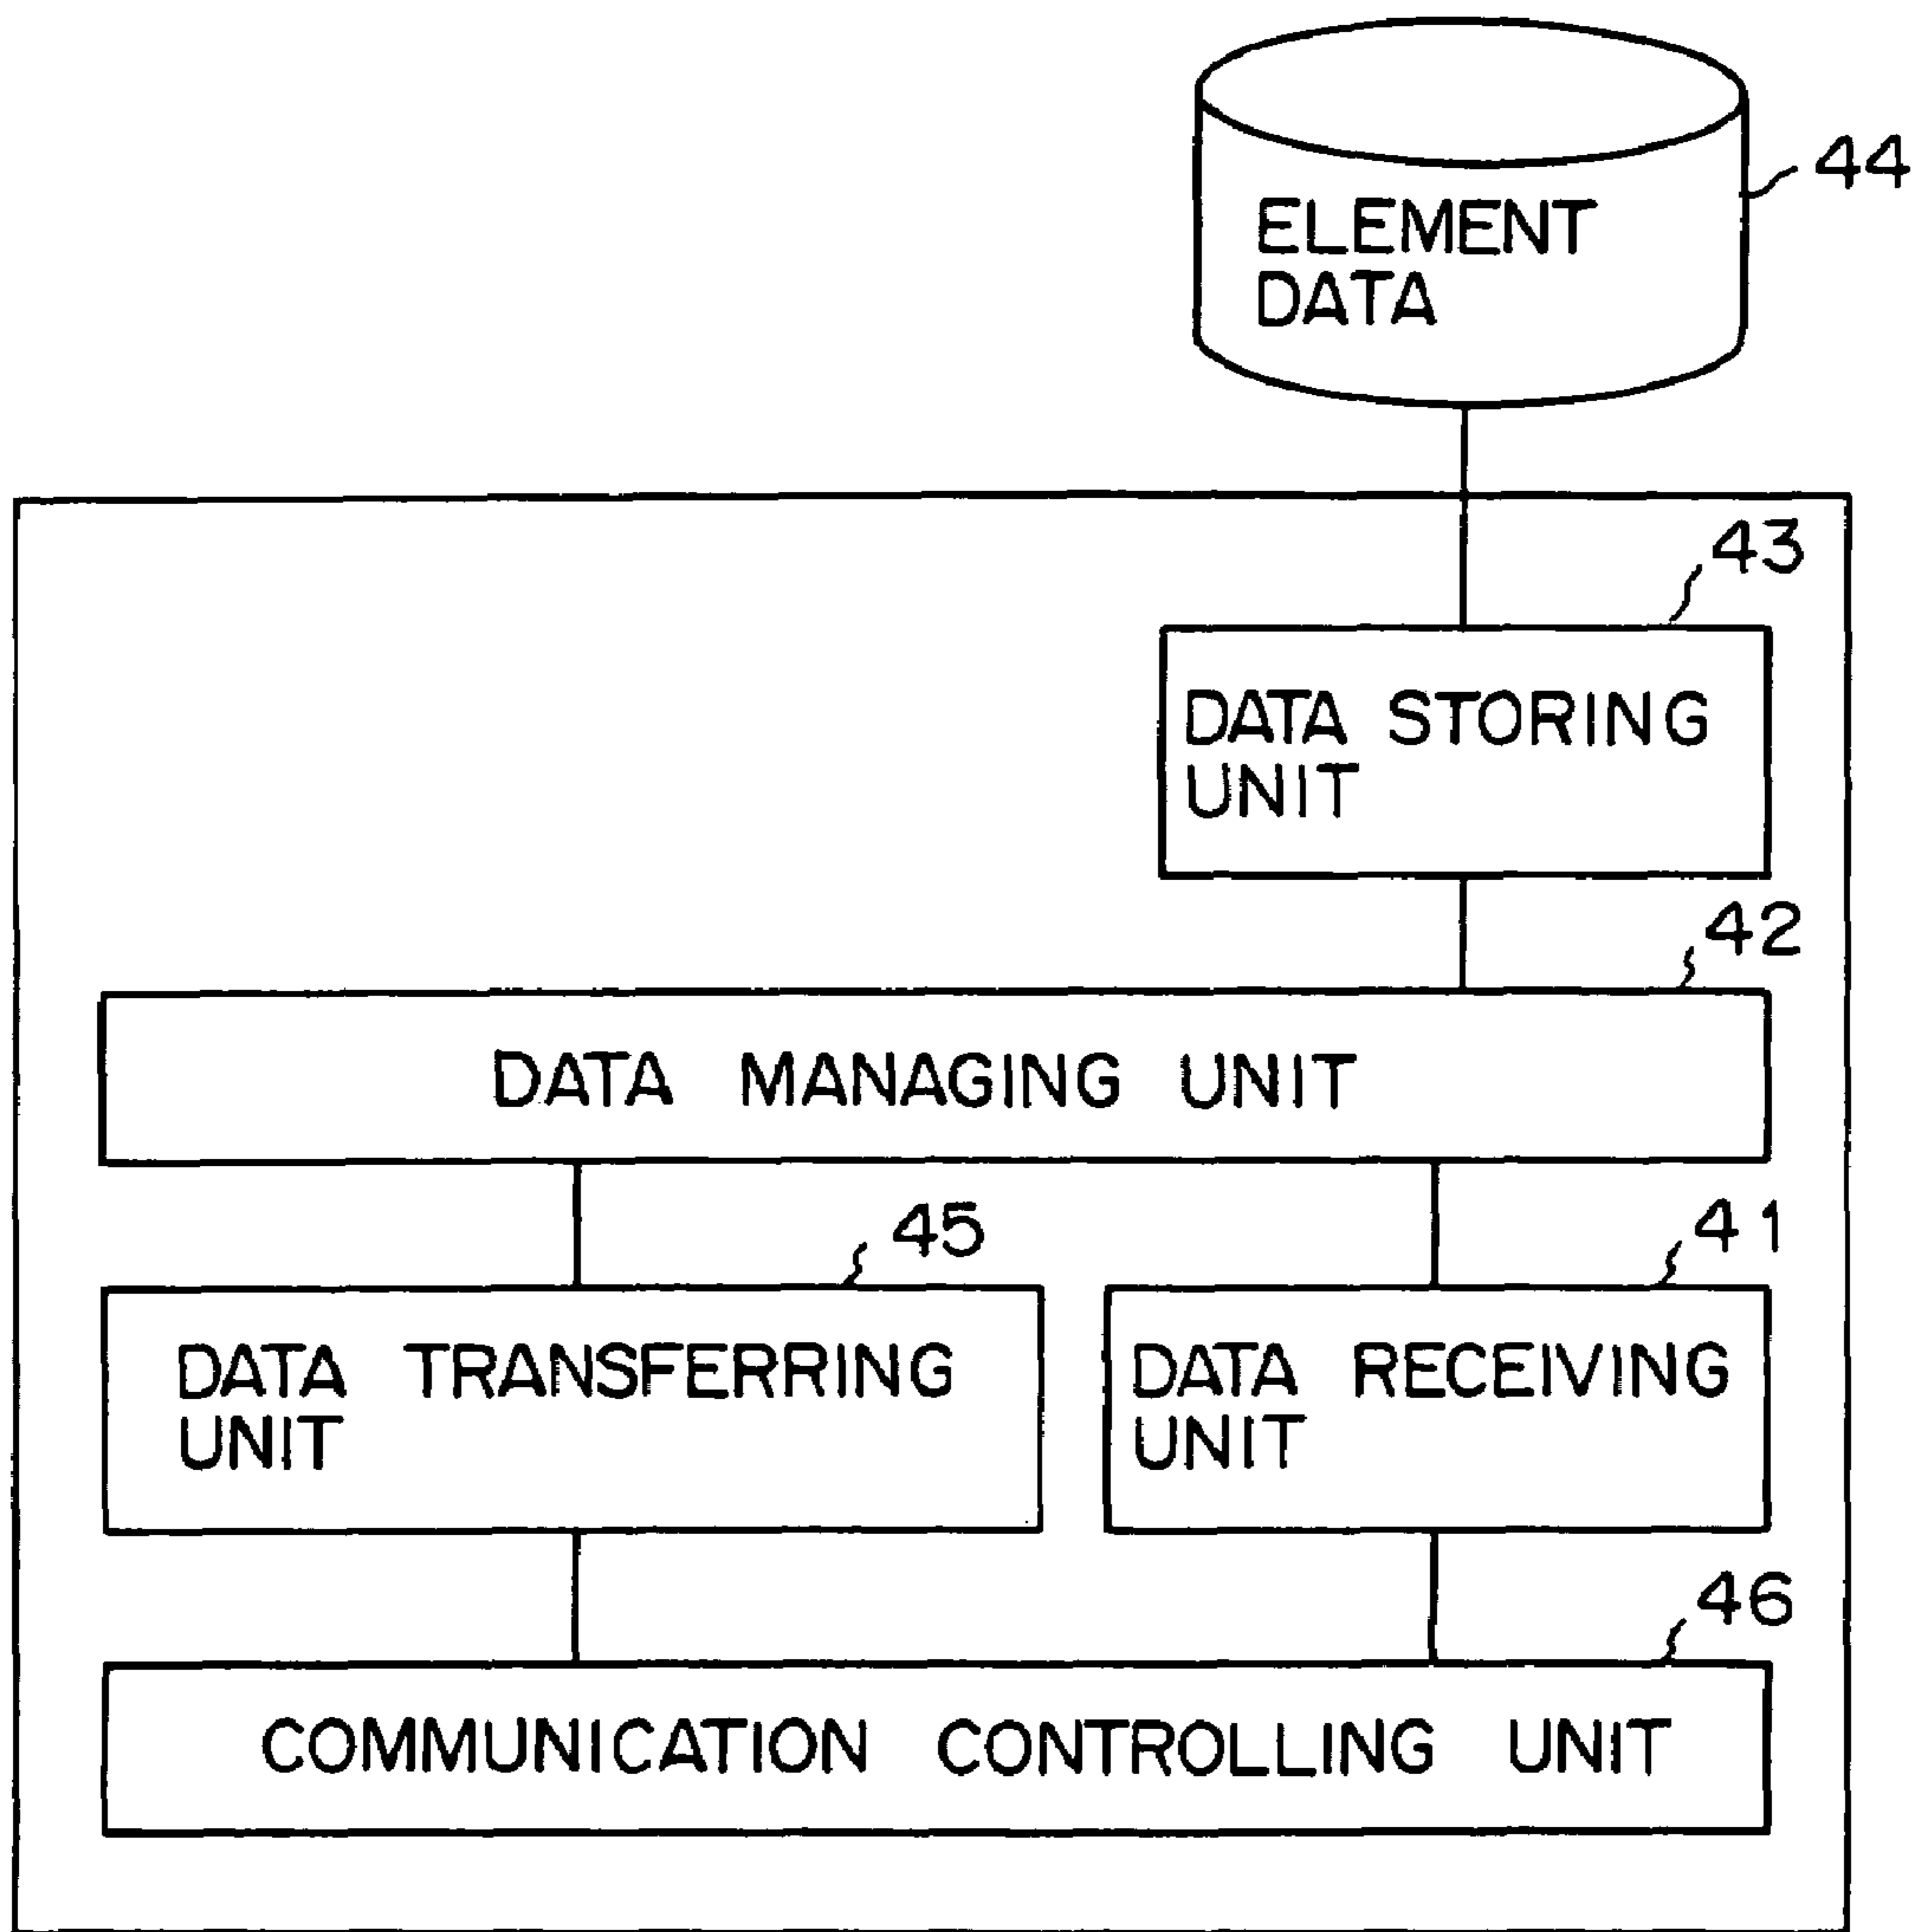 44
ELEMENT
DATA
43
DATA STORING
UNIT
42
DATA MANAGING UNIT
45
41
DATA TRANSFERRING
UNIT
DATA RECEIVING
UNIT
46
COMMUNICATION CONTROLLING UNIT